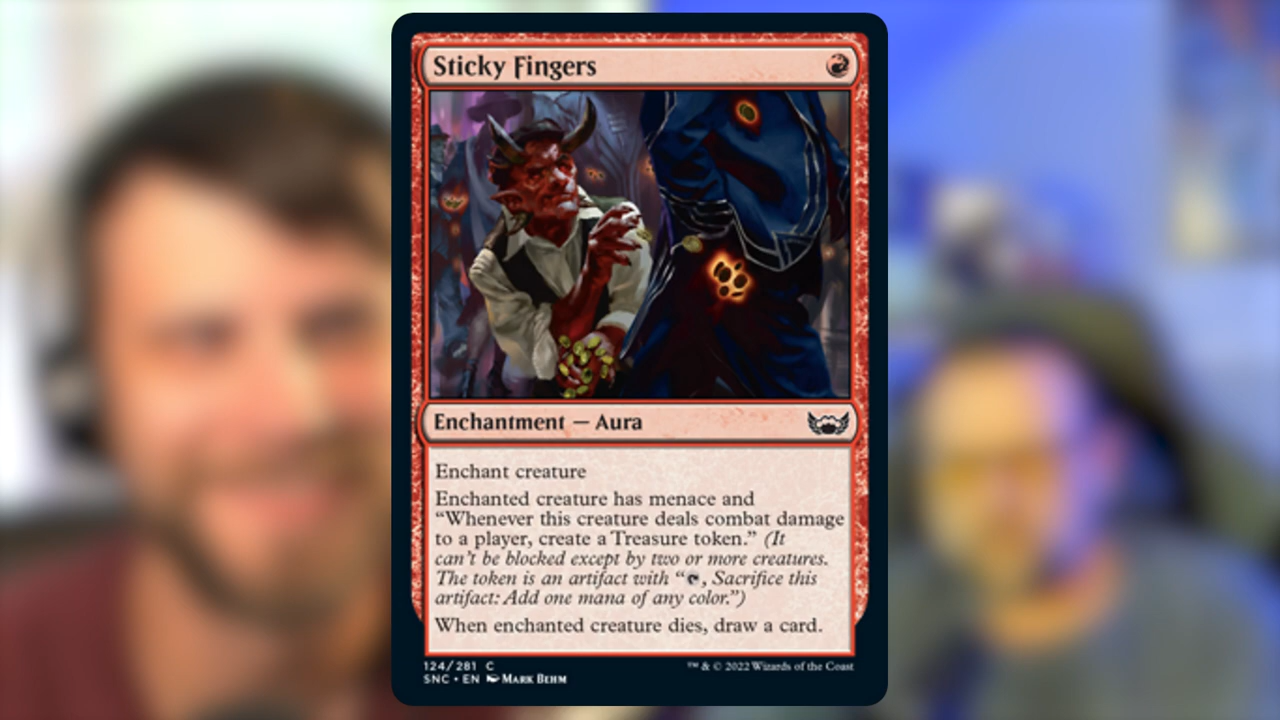 Sticky Fingers
Enchantment — Aura
Enchant creature
Enchanted creature has menace and
“Whenever this creature deals combat damage
to a player, create a Treasure token.” (It
can’t be blocked except by two or more creatures.
The token is an artifact with “, Sacrifice this
artifact: Add one mana of any color.”)
When enchanted creature dies, draw a card.
124/281 C
™ & © 2022 Wizards of the Coast
SNC • EN Mark Behm